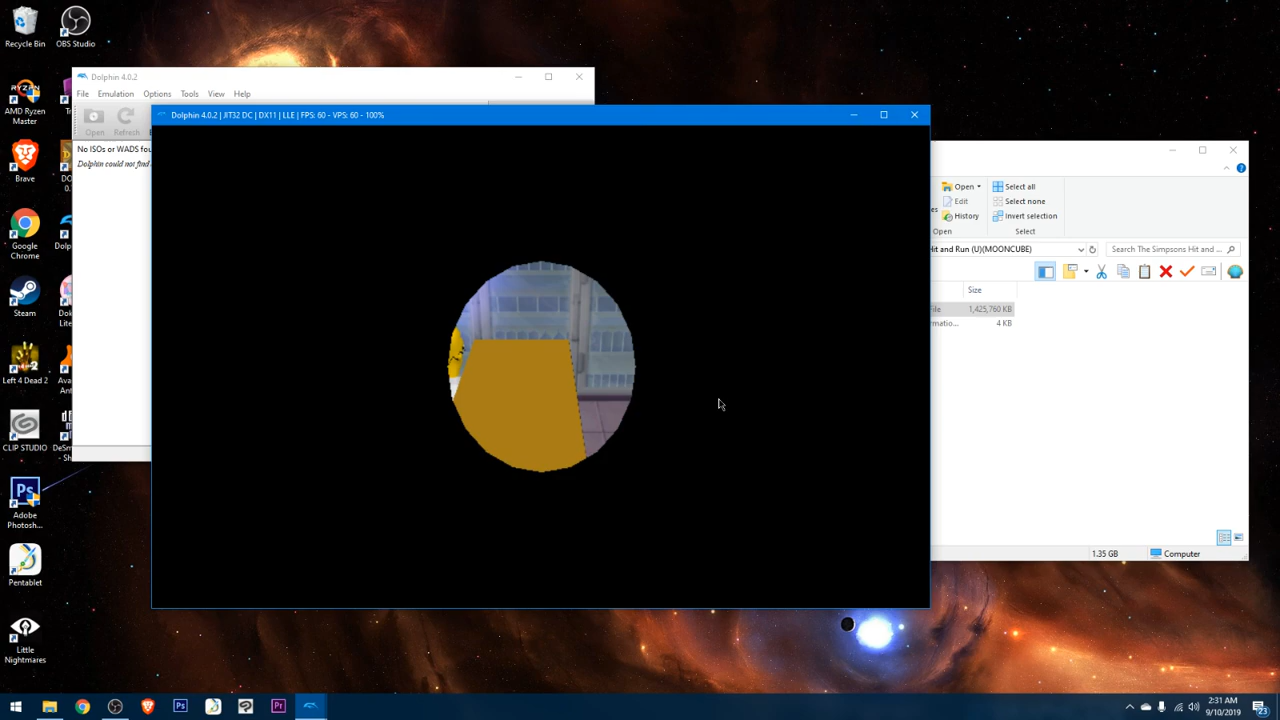 Recycle Bin
OBS Studio
AMD Ryzen
Master
Brave
Google
Chrome
Steam
Left 4 Dead 2
CLIP STUDIO
Adobe
Photosh...
Pentablet
Little
Nightmares
Dolphin 4.0.2
File Emulation Options Tools View Help
Open Refresh
No ISOs or WADS fou
Dolphin could not find
Dolphin 4.0.2 | JIT32 DC | DX11 | LLE | FPS: 60 - VPS: 60 - 100%
Open Select all
Edit Select none
History Invert selection
Open Select
Hit and Run (U)(MOONCUBE) Search The Simpsons Hit and ...
Size
File 1,425,760 KB
rmatio... 4 KB
1.35 GB Computer
2:31 AM
9/10/2019
23